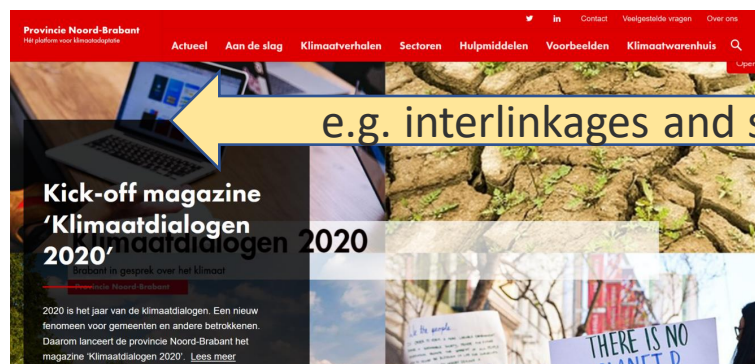 Contact Veelgestelde vragen Over ons
Provincie Noord-Brabant
Hét platform voor klimaatadaptatie
Actueel Aan de slag Klimaatverhalen Sectoren Hulpmiddelen Voorbeelden Klimaatwarenhuis
Open
e.g. interlinkages and s
Kick-off magazine
‘Klimaatdialogen
2020’
Klimaatdialogen 2020
Brabant in gesprek over het klimaat
Provincie Noord-Brabant
2020 is het jaar van de klimaatdialogen. Een nieuw
fenomeen voor gemeenten en andere betrokkenen.
Daarom lanceert de provincie Noord-Brabant het
magazine ‘Klimaatdialogen 2020’. Lees meer
people
THERE IS NO